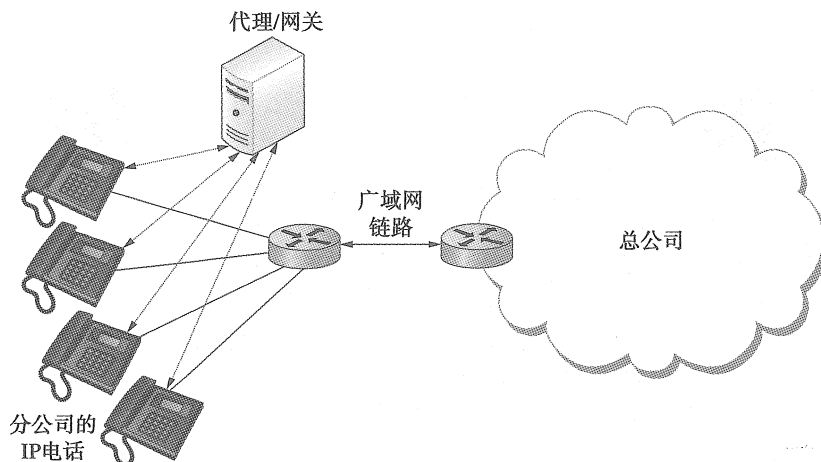 代理/网关
广域网
链路
总公司
分公司的
IP电话